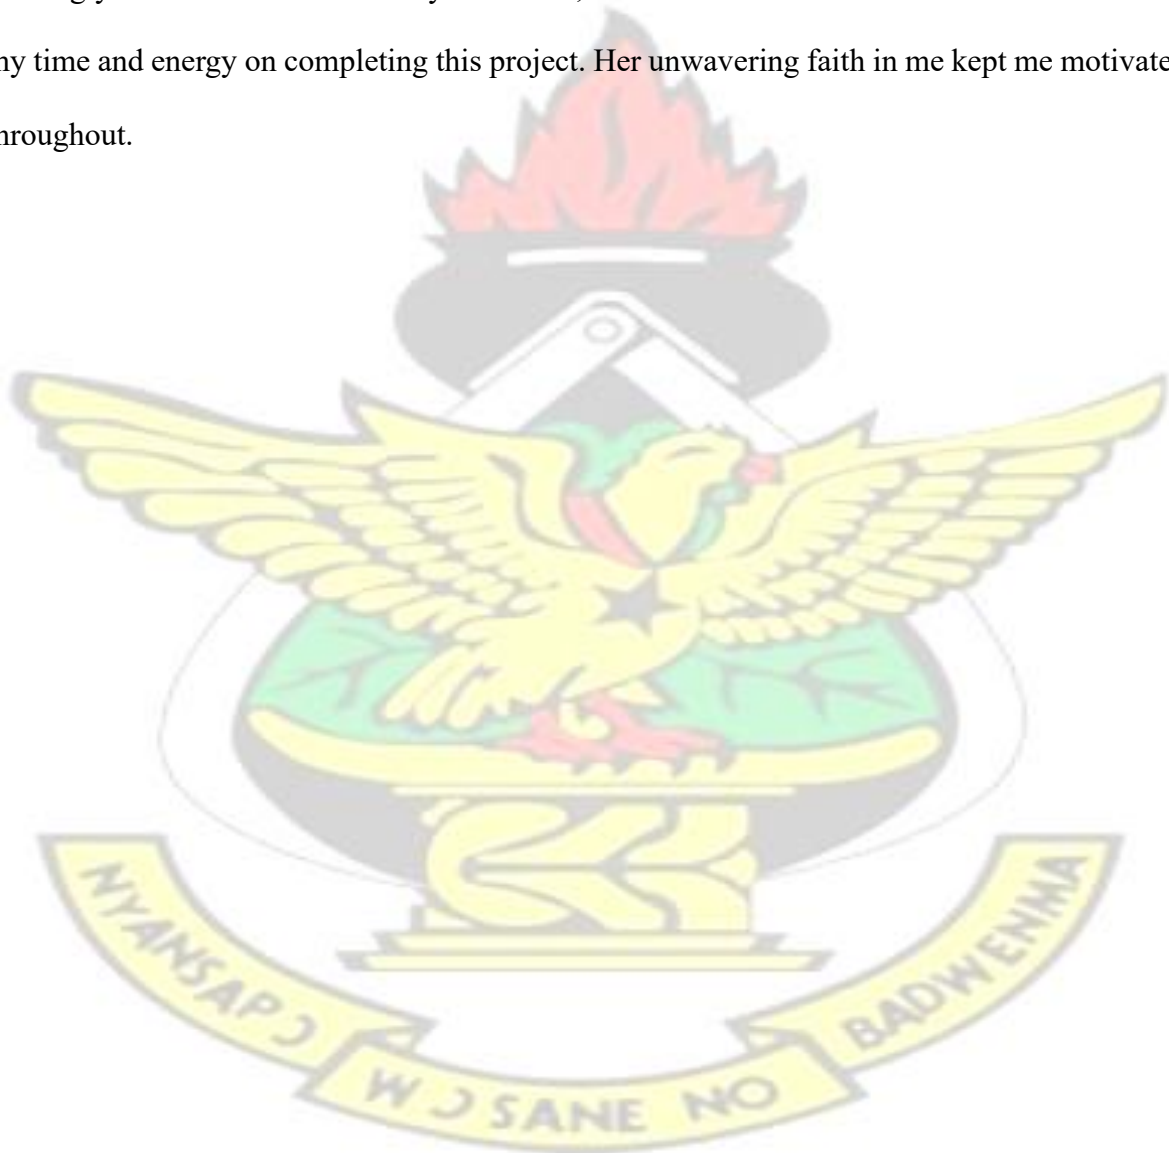 ny time and energy on completing this project. Her unwavering faith in me kept me motivate
hroughout.
NYANSAPƆ
WƆSANE NO
BADWENMA